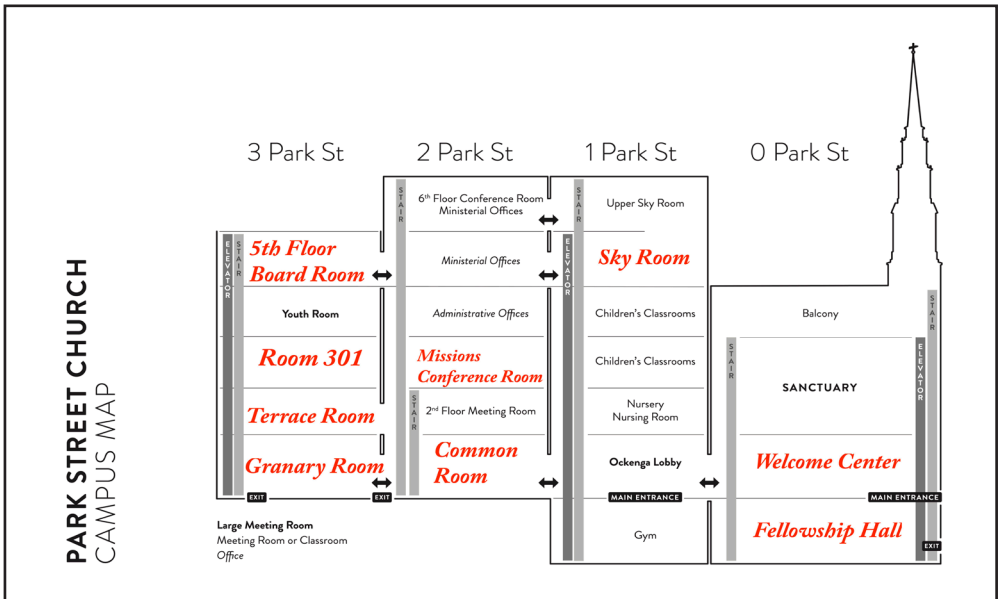 PARK STREET CHURCH
CAMPUS MAP
3 Park St
2 Park St
1 Park St
0 Park St
ELEVATOR
STAIR
5th Floor
Board Room
Youth Room
Room 301
Terrace Room
Granary Room
EXIT
EXIT
STAIR
6th Floor Conference Room
Ministerial Offices
Ministerial Offices
Administrative Offices
Missions
Conference Room
STAIR
2nd Floor Meeting Room
Common
Room
STAIR
ELEVATOR
Upper Sky Room
Sky Room
Children's Classrooms
Children's Classrooms
Nursery
Nursing Room
Ockenga Lobby
MAIN ENTRANCE
Gym
STAIR
Balcony
SANCTUARY
Welcome Center
MAIN ENTRANCE
Fellowship Hall
EXIT
ELEVATOR
STAIR
Large Meeting Room
Meeting Room or Classroom
Office